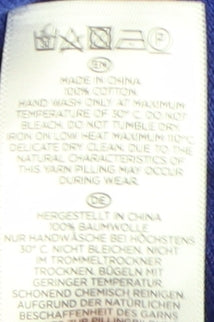 EN
MADE IN CHINA
100% COTTON.
HAND WASH ONLY AT MAXIMUM
TEMPERATURE OF 30°C. DO NOT
BLEACH. DO NOT TUMBLE DRY.
IRON ON LOW HEAT MAXIMUM 110°C
DELICATE DRY CLEAN. DUE TO THE
NATURAL CHARACTERISTICS OF
THIS YARN PILLING MAY OCCUR
DURING WEAR.
DE
HERGESTELLT IN CHINA
100% BAUMWOLLE.
NUR HANDWÄSCHE BEI HÖCHSTENS
30° C. NICHT BLEICHEN. NICHT
IM TROMMELTROCKNER
TROCKNEN. BÜGELN MIT
GERINGER TEMPERATUR.
SCHONEND CHEMISCH REINIGEN.
AUFGRUND DER NATÜRLICHEN
BESCHAFFENHEIT DES GARNS